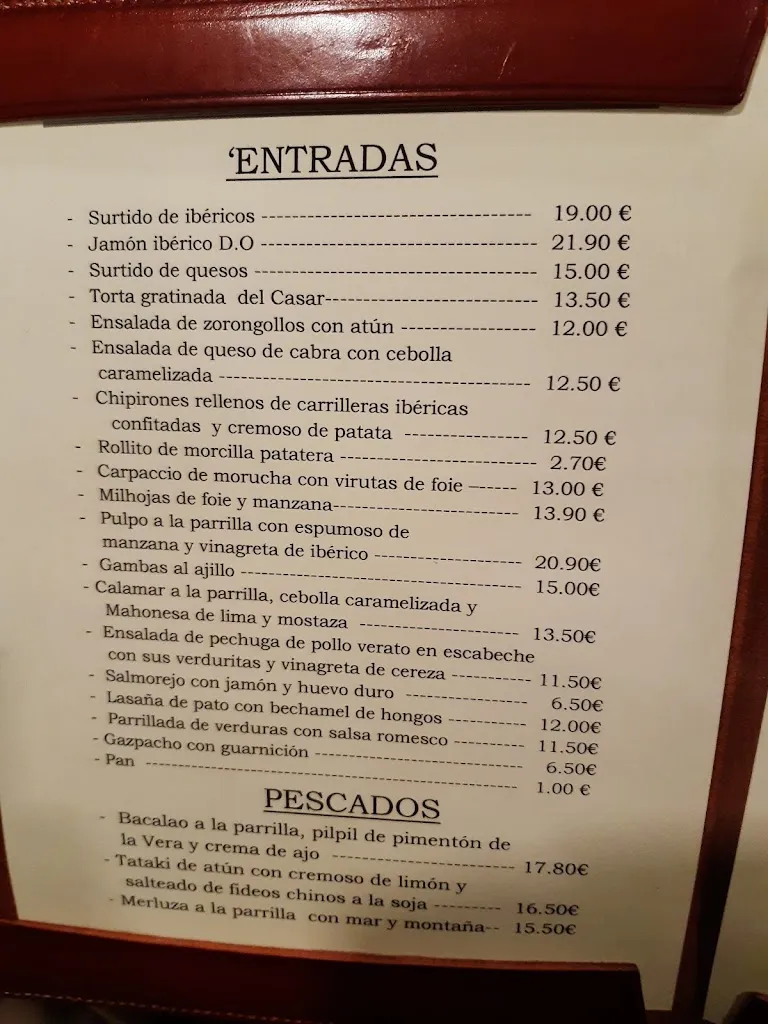 'ENTRADAS
- Surtido de ibéricos ----------------------------------- 19.00 €
- Jamón ibérico D.O ------------------------------------ 21.90 €
- Surtido de quesos ------------------------------------- 15.00 €
- Torta gratinada del Casar---------------------------- 13.50 €
- Ensalada de zorongollos con atún ----------------- 12.00 €
- Ensalada de queso de cabra con cebolla
caramelizada ----------------------------------------- 12.50 €
- Chipirones rellenos de carrilleras ibéricas
confitadas y cremoso de patata ---------------- 12.50 €
- Rollito de morcilla patatera -------------------------- 2.70€
- Carpaccio de morucha con virutas de foie ------- 13.00 €
- Milhojas de foie y manzana------------------------- 13.90 €
- Pulpo a la parrilla con espumoso de
manzana y vinagreta de ibérico -------------------- 20.90€
- Gambas al ajillo --------------------------------------- 15.00€
- Calamar a la parrilla, cebolla caramelizada y
Mahonesa de lima y mostaza ---------------------- 13.50€
- Ensalada de pechuga de pollo verato en escabeche
con sus verduritas y vinagreta de cereza ----------- 11.50€
- Salmorejo con jamón y huevo duro ---------------- 6.50€
- Lasaña de pato con bechamel de hongos ----------- 12.00€
- Parrillada de verduras con salsa romesco ---------- 11.50€
- Gazpacho con guarnición ---------------------------- 6.50€
- Pan --------------------------------------------------- 1.00 €
PESCADOS
- Bacalao a la parrilla, pilpil de pimentón de
la Vera y crema de ajo ------------------------- 17.80€
- Tataki de atún con cremoso de limón y
salteado de fideos chinos a la soja --------- 16.50€
- Merluza a la parrilla con mar y montaña-- 15.50€